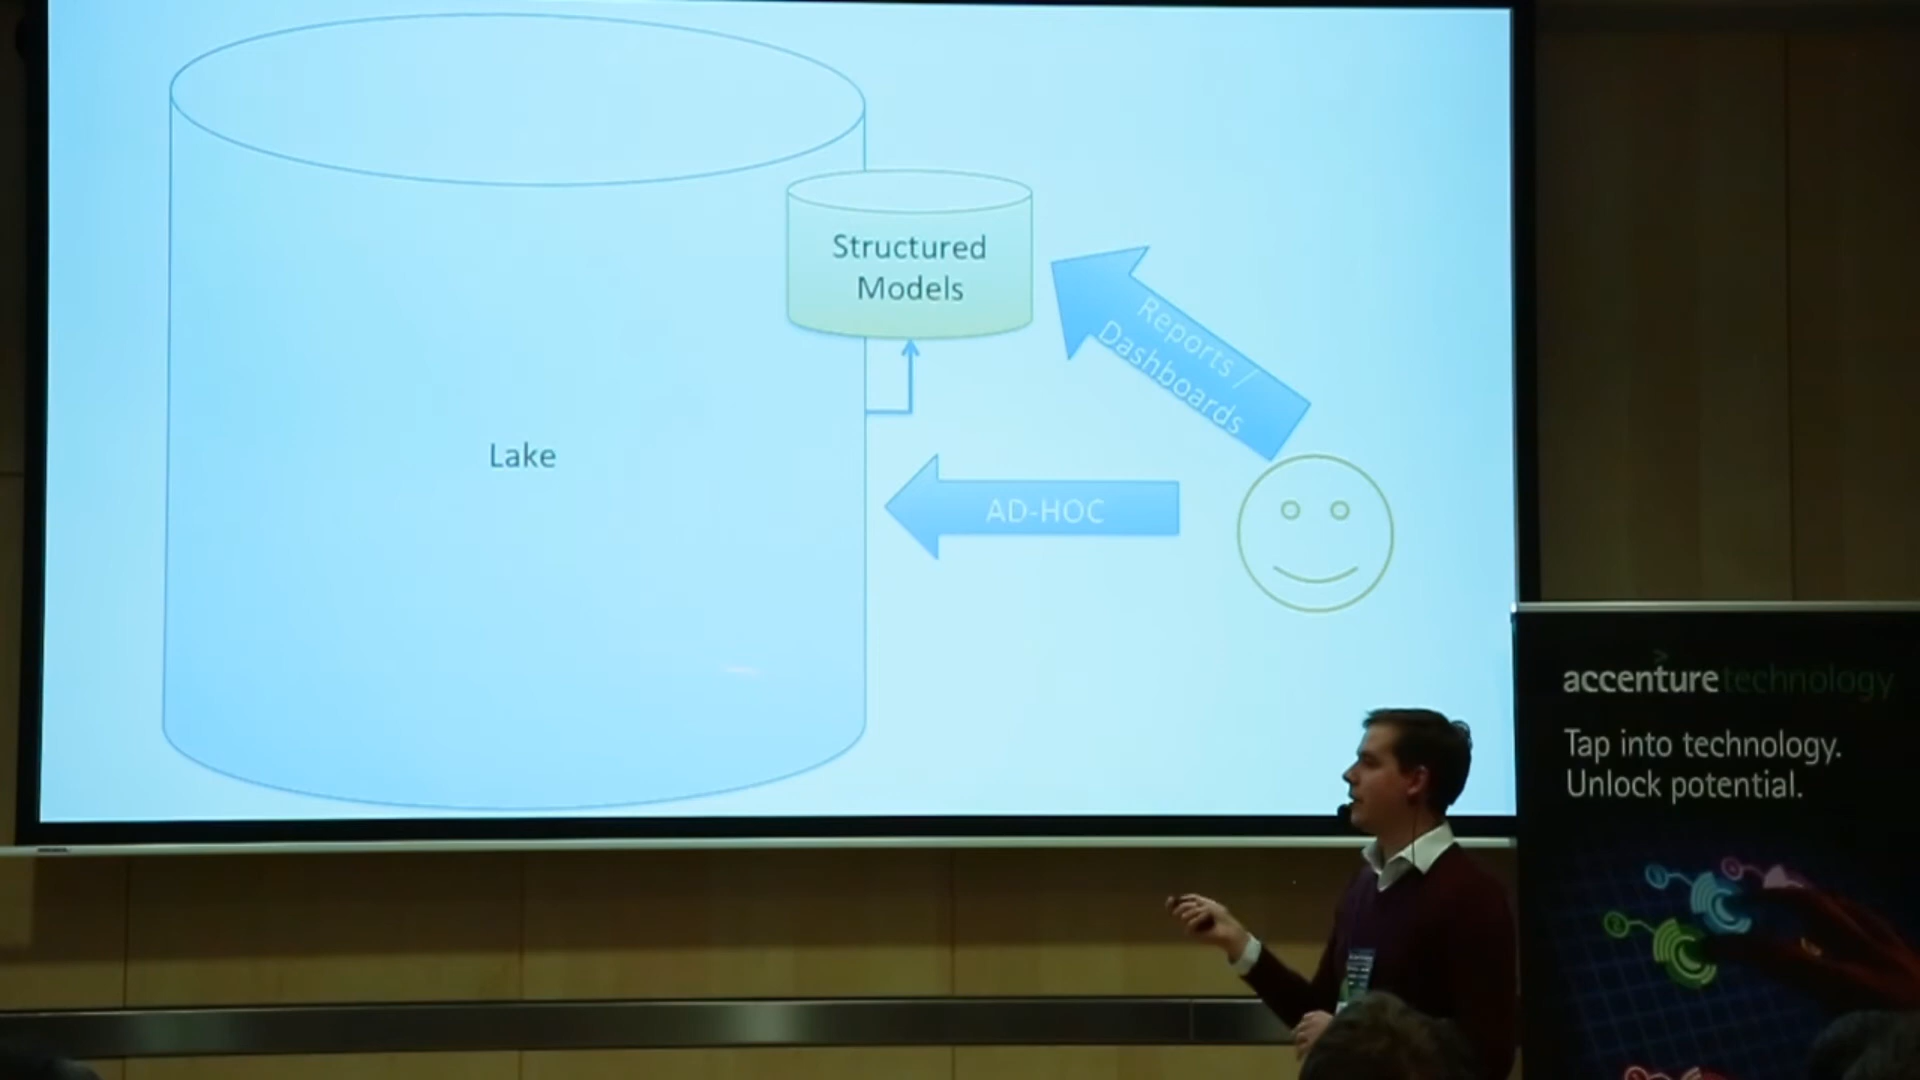 Structured
Models
Reports /
Dashboards
Lake
AD-HOC
>
accenturetechnology
Tap into technology.
Unlock potential.